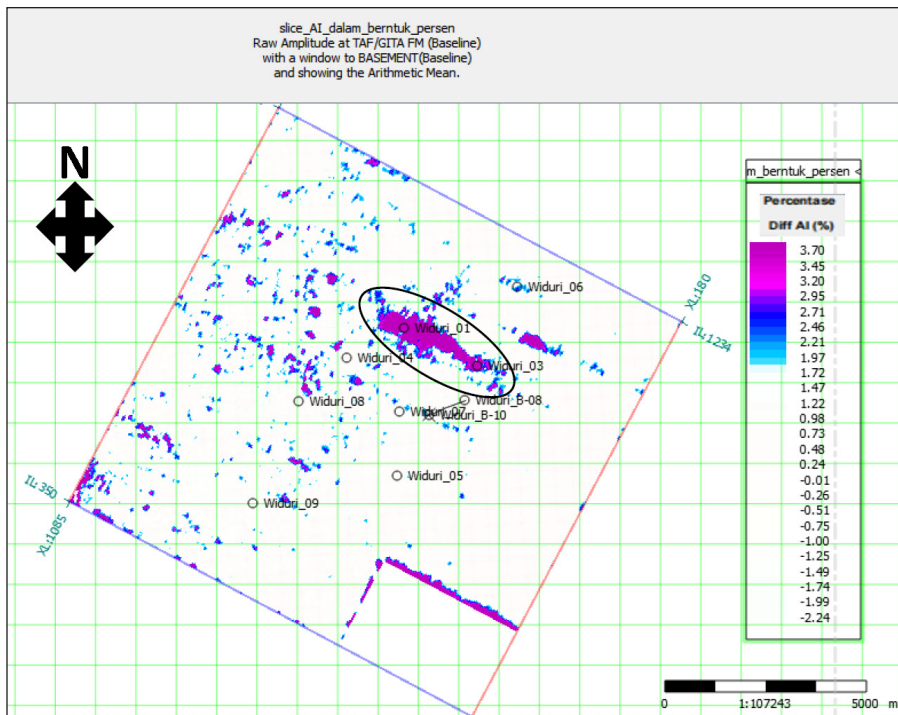 slice_AI_dalam_berntuk_persen
Raw Amplitude at TAF/GITA FM (Baseline)
with a window to BASEMENT(Baseline)
and showing the Arithmetic Mean.
N
m_berntuk_persen <
Percentase
Diff AI (%)
3.70
3.45
3.20
2.95
2.71
2.46
2.21
1.97
1.72
1.47
1.22
0.98
0.73
0.48
0.24
-0.01
-0.26
-0.51
-0.75
-1.00
-1.25
-1.49
-1.74
-1.99
-2.24
XL:180
IL:1234
Widuri_06
Widuri_01
Widuri_04
Widuri_03
Widuri_08
Widuri_B-08
Widuri_07
Widuri_B-10
Widuri_05
Widuri_09
IL:350
XL:1085
0
1:107243
5000
m